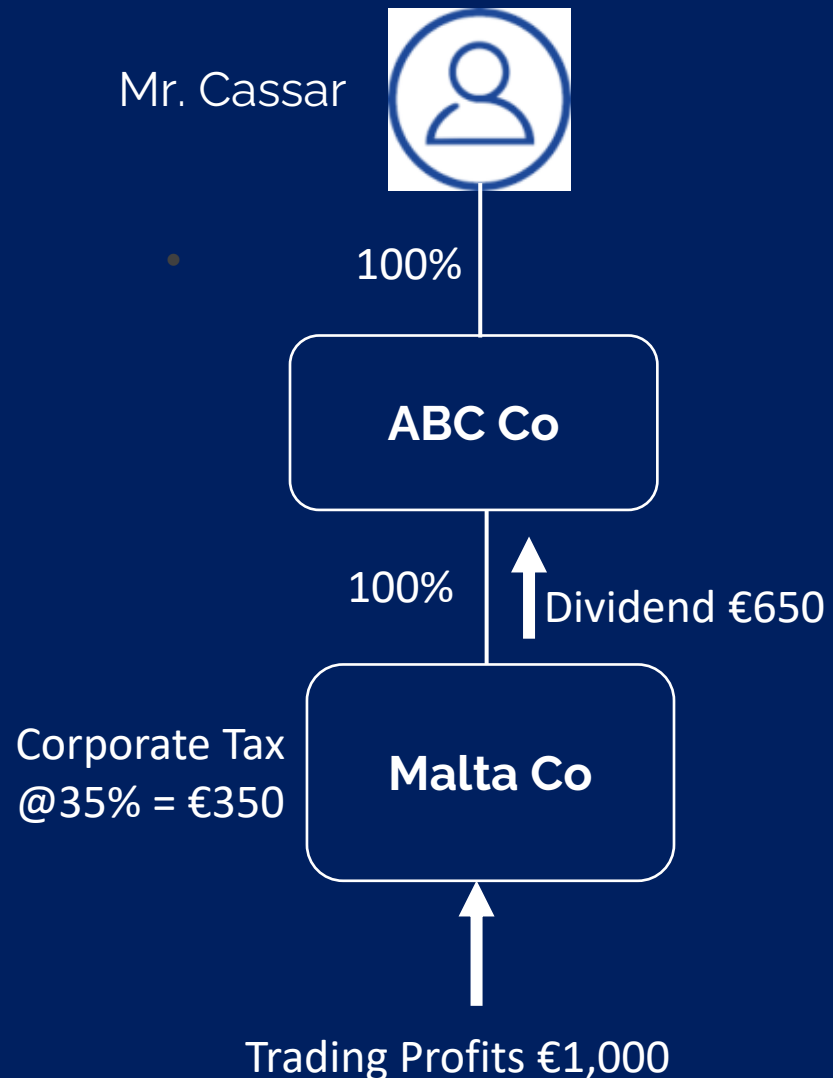 Mr. Cassar
100%
ABC Co
100%
Dividend €650
Corporate Tax
@35% = €350
Malta Co
Trading Profits €1,000